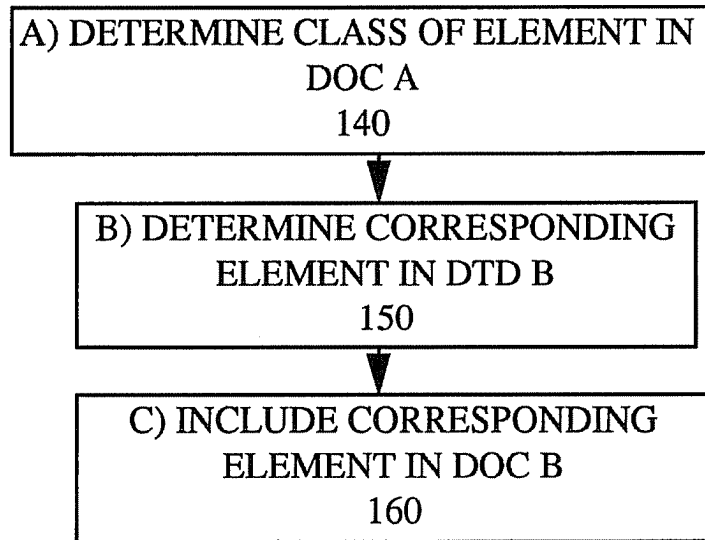 A) DETERMINE CLASS OF ELEMENT IN
DOC A
140
B) DETERMINE CORRESPONDING
ELEMENT IN DTD B
150
C) INCLUDE CORRESPONDING
ELEMENT IN DOC B
160